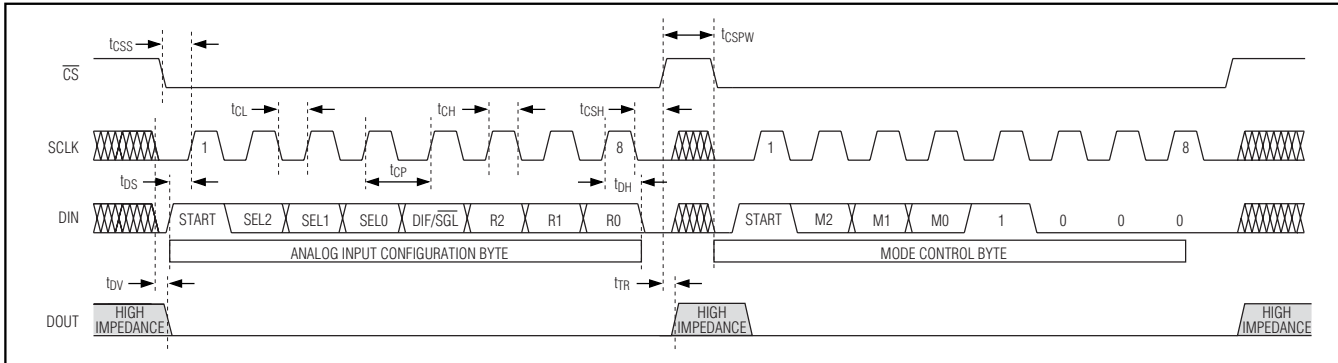 tCSS
tCSPW
CS
tCL
tCH
tCSH
SCLK
1
8
1
8
tDS
tCP
tDH
DIN
START SEL2 SEL1 SEL0 DIF/SGL R2 R1 R0
START M2 M1 M0 1 0 0 0
ANALOG INPUT CONFIGURATION BYTE
MODE CONTROL BYTE
tDV
tTR
DOUT
HIGH
IMPEDANCE
HIGH
IMPEDANCE
HIGH
IMPEDANCE